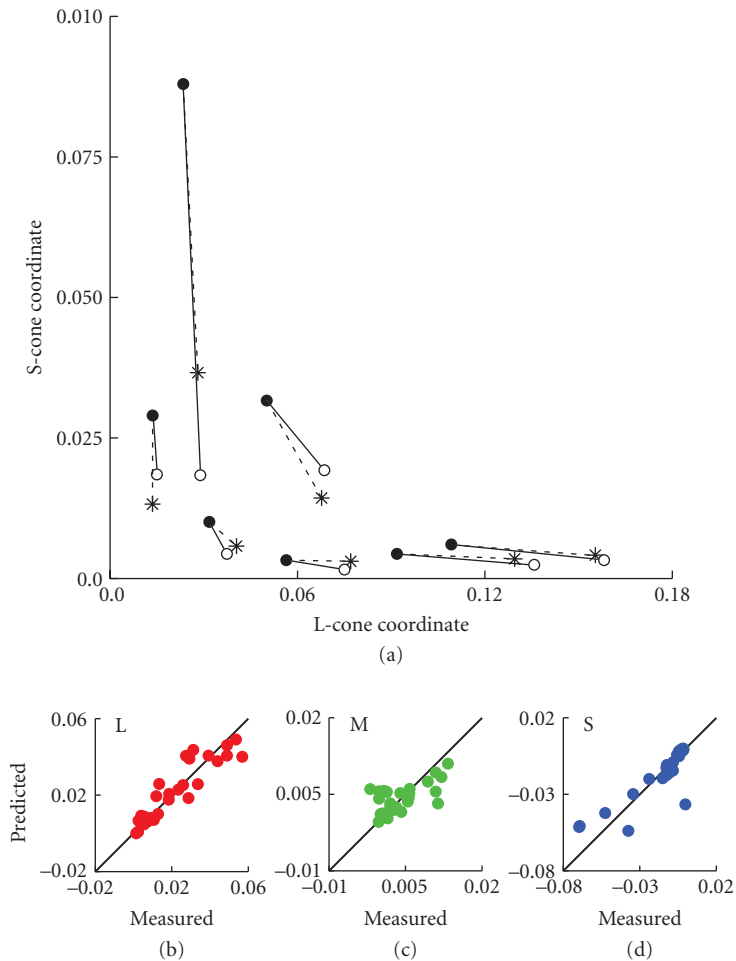 0.010
0.075
0.050
0.025
0.0
S-cone coordinate
0.0 0.06 0.12 0.18
L-cone coordinate
(a)
0.06
0.02
−0.02
L
Predicted
−0.02 0.02 0.06
Measured
(b)
0.02
0.005
−0.01
M
−0.01 0.005 0.02
Measured
(c)
0.02
−0.03
−0.08
S
−0.08 −0.03 0.02
Measured
(d)